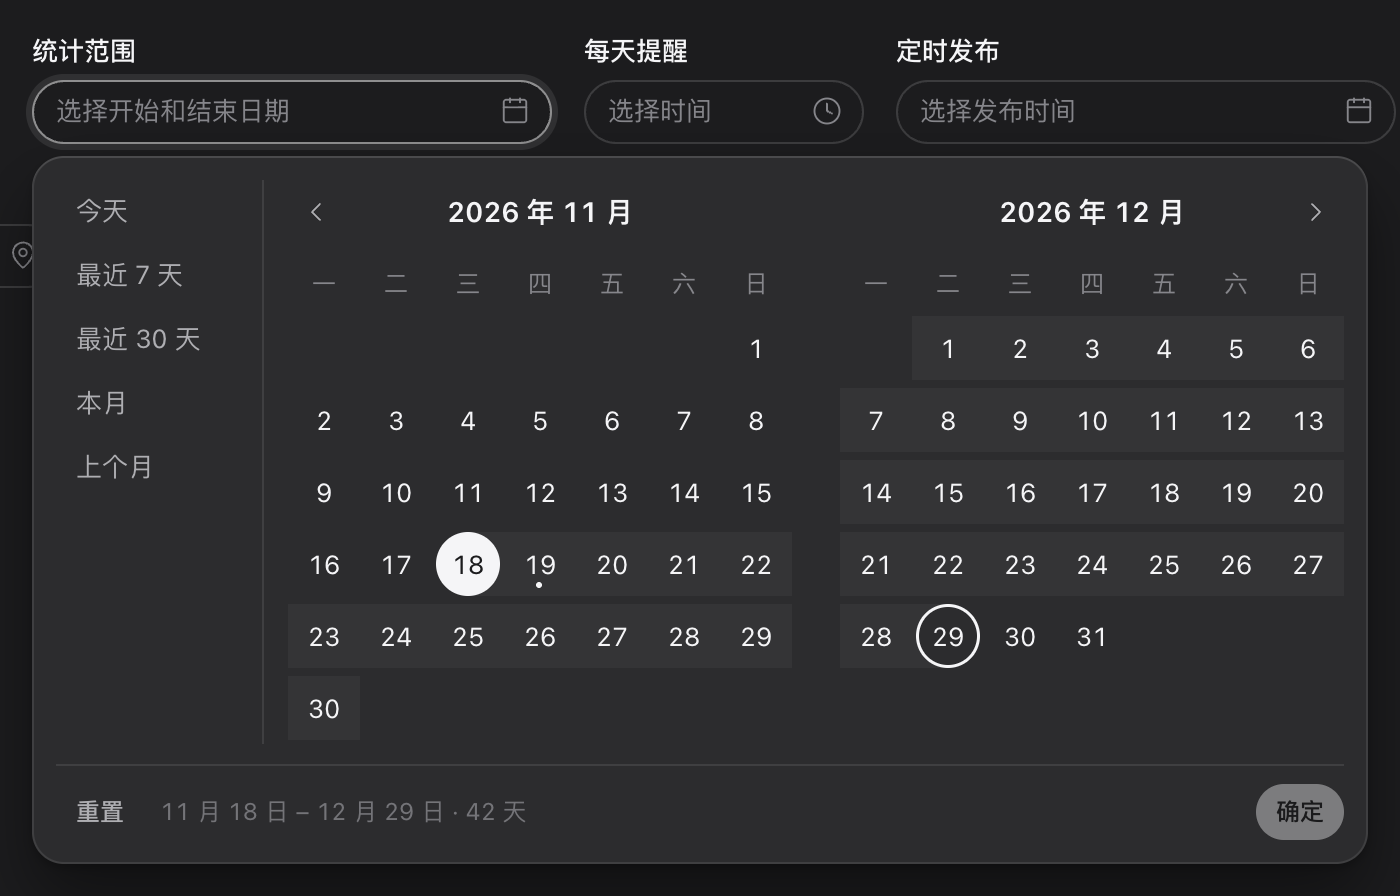 统计范围 每天提醒 定时发布
选择开始和结束日期 选择时间 选择发布时间
今天
最近 7 天
最近 30 天
本月
上个月
2026 年 11 月
一 二 三 四 五 六 日
1
2 3 4 5 6 7 8
9 10 11 12 13 14 15
16 17 18 19 20 21 22
23 24 25 26 27 28 29
30
2026 年 12 月
一 二 三 四 五 六 日
1 2 3 4 5 6
7 8 9 10 11 12 13
14 15 16 17 18 19 20
21 22 23 24 25 26 27
28 29 30 31
重置 11 月 18 日 – 12 月 29 日 · 42 天 确定